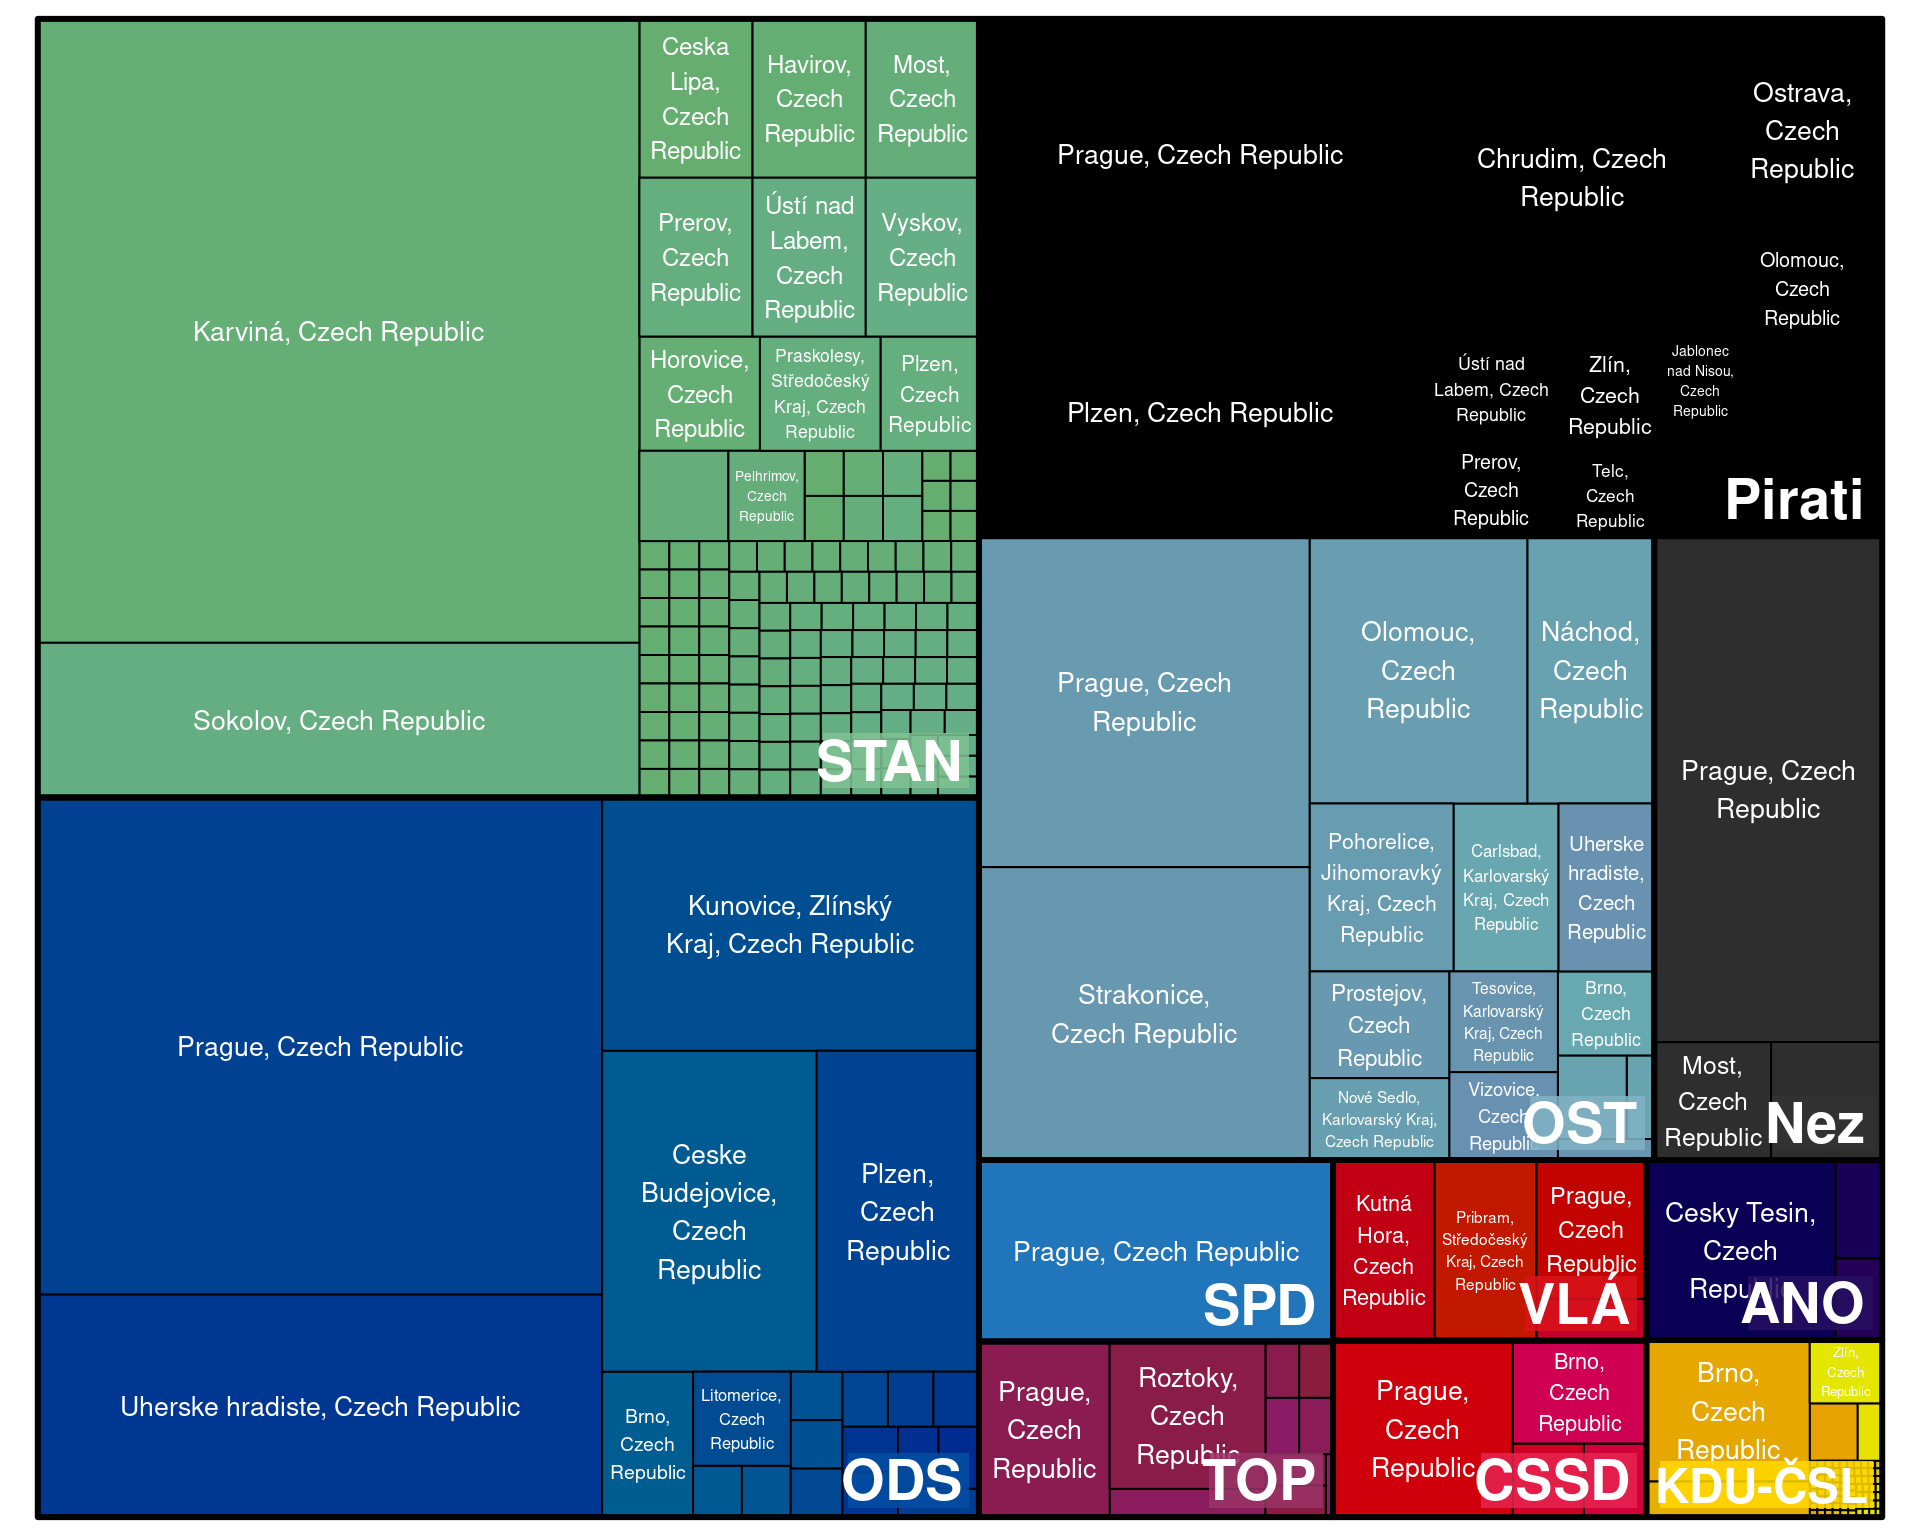 Karviná, Czech Republic
Sokolov, Czech Republic
Ceska
Lipa,
Czech
Republic
Havirov,
Czech
Republic
Most,
Czech
Republic
Prerov,
Czech
Republic
Ústí nad
Labem,
Czech
Republic
Vyskov,
Czech
Republic
Horovice,
Czech
Republic
Praskolesy,
Středočeský
Kraj, Czech
Republic
Plzen,
Czech
Republic
Pelhrimov,
Czech
Republic
STAN
Prague, Czech Republic
Uherske hradiste, Czech Republic
Kunovice, Zlínský
Kraj, Czech Republic
Ceske
Budejovice,
Czech
Republic
Plzen,
Czech
Republic
Brno,
Czech
Republic
Litomerice,
Czech
Republic
ODS
Prague, Czech Republic
Plzen, Czech Republic
Chrudim, Czech
Republic
Ostrava,
Czech
Republic
Olomouc,
Czech
Republic
Ústí nad
Labem, Czech
Republic
Zlín,
Czech
Republic
Jablonec
nad Nisou,
Czech
Republic
Prerov,
Czech
Republic
Telc,
Czech
Republic
Pirati
Prague, Czech
Republic
Strakonice,
Czech Republic
Olomouc,
Czech
Republic
Náchod,
Czech
Republic
Pohorelice,
Jihomoravký
Kraj, Czech
Republic
Carlsbad,
Karlovarský
Kraj, Czech
Republic
Uherske
hradiste,
Czech
Republic
Prostejov,
Czech
Republic
Tesovice,
Karlovarský
Kraj, Czech
Republic
Brno,
Czech
Republic
Nové Sedlo,
Karlovarský Kraj,
Czech Republic
Vizovice,
Czech
Republic
OST
Prague, Czech
Republic
Most,
Czech
Republic
Nez
Prague, Czech Republic
SPD
Kutná
Hora,
Czech
Republic
Pribram,
Středočeský
Kraj, Czech
Republic
Prague,
Czech
Republic
VLÁ
Cesky Tesin,
Czech
Republic
ANO
Prague,
Czech
Republic
Roztoky,
Czech
Republic
TOP
Prague,
Czech
Republic
Brno,
Czech
Republic
CSSD
Brno,
Czech
Republic
Zlín,
Czech
Republic
KDU-ČSL